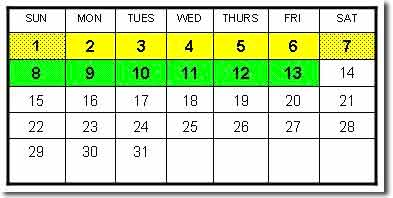 SUN MON TUES WED THURS FRI SAT
1 2 3 4 5 6 7
8 9 10 11 12 13 14
15 16 17 18 19 20 21
22 23 24 25 26 27 28
29 30 31